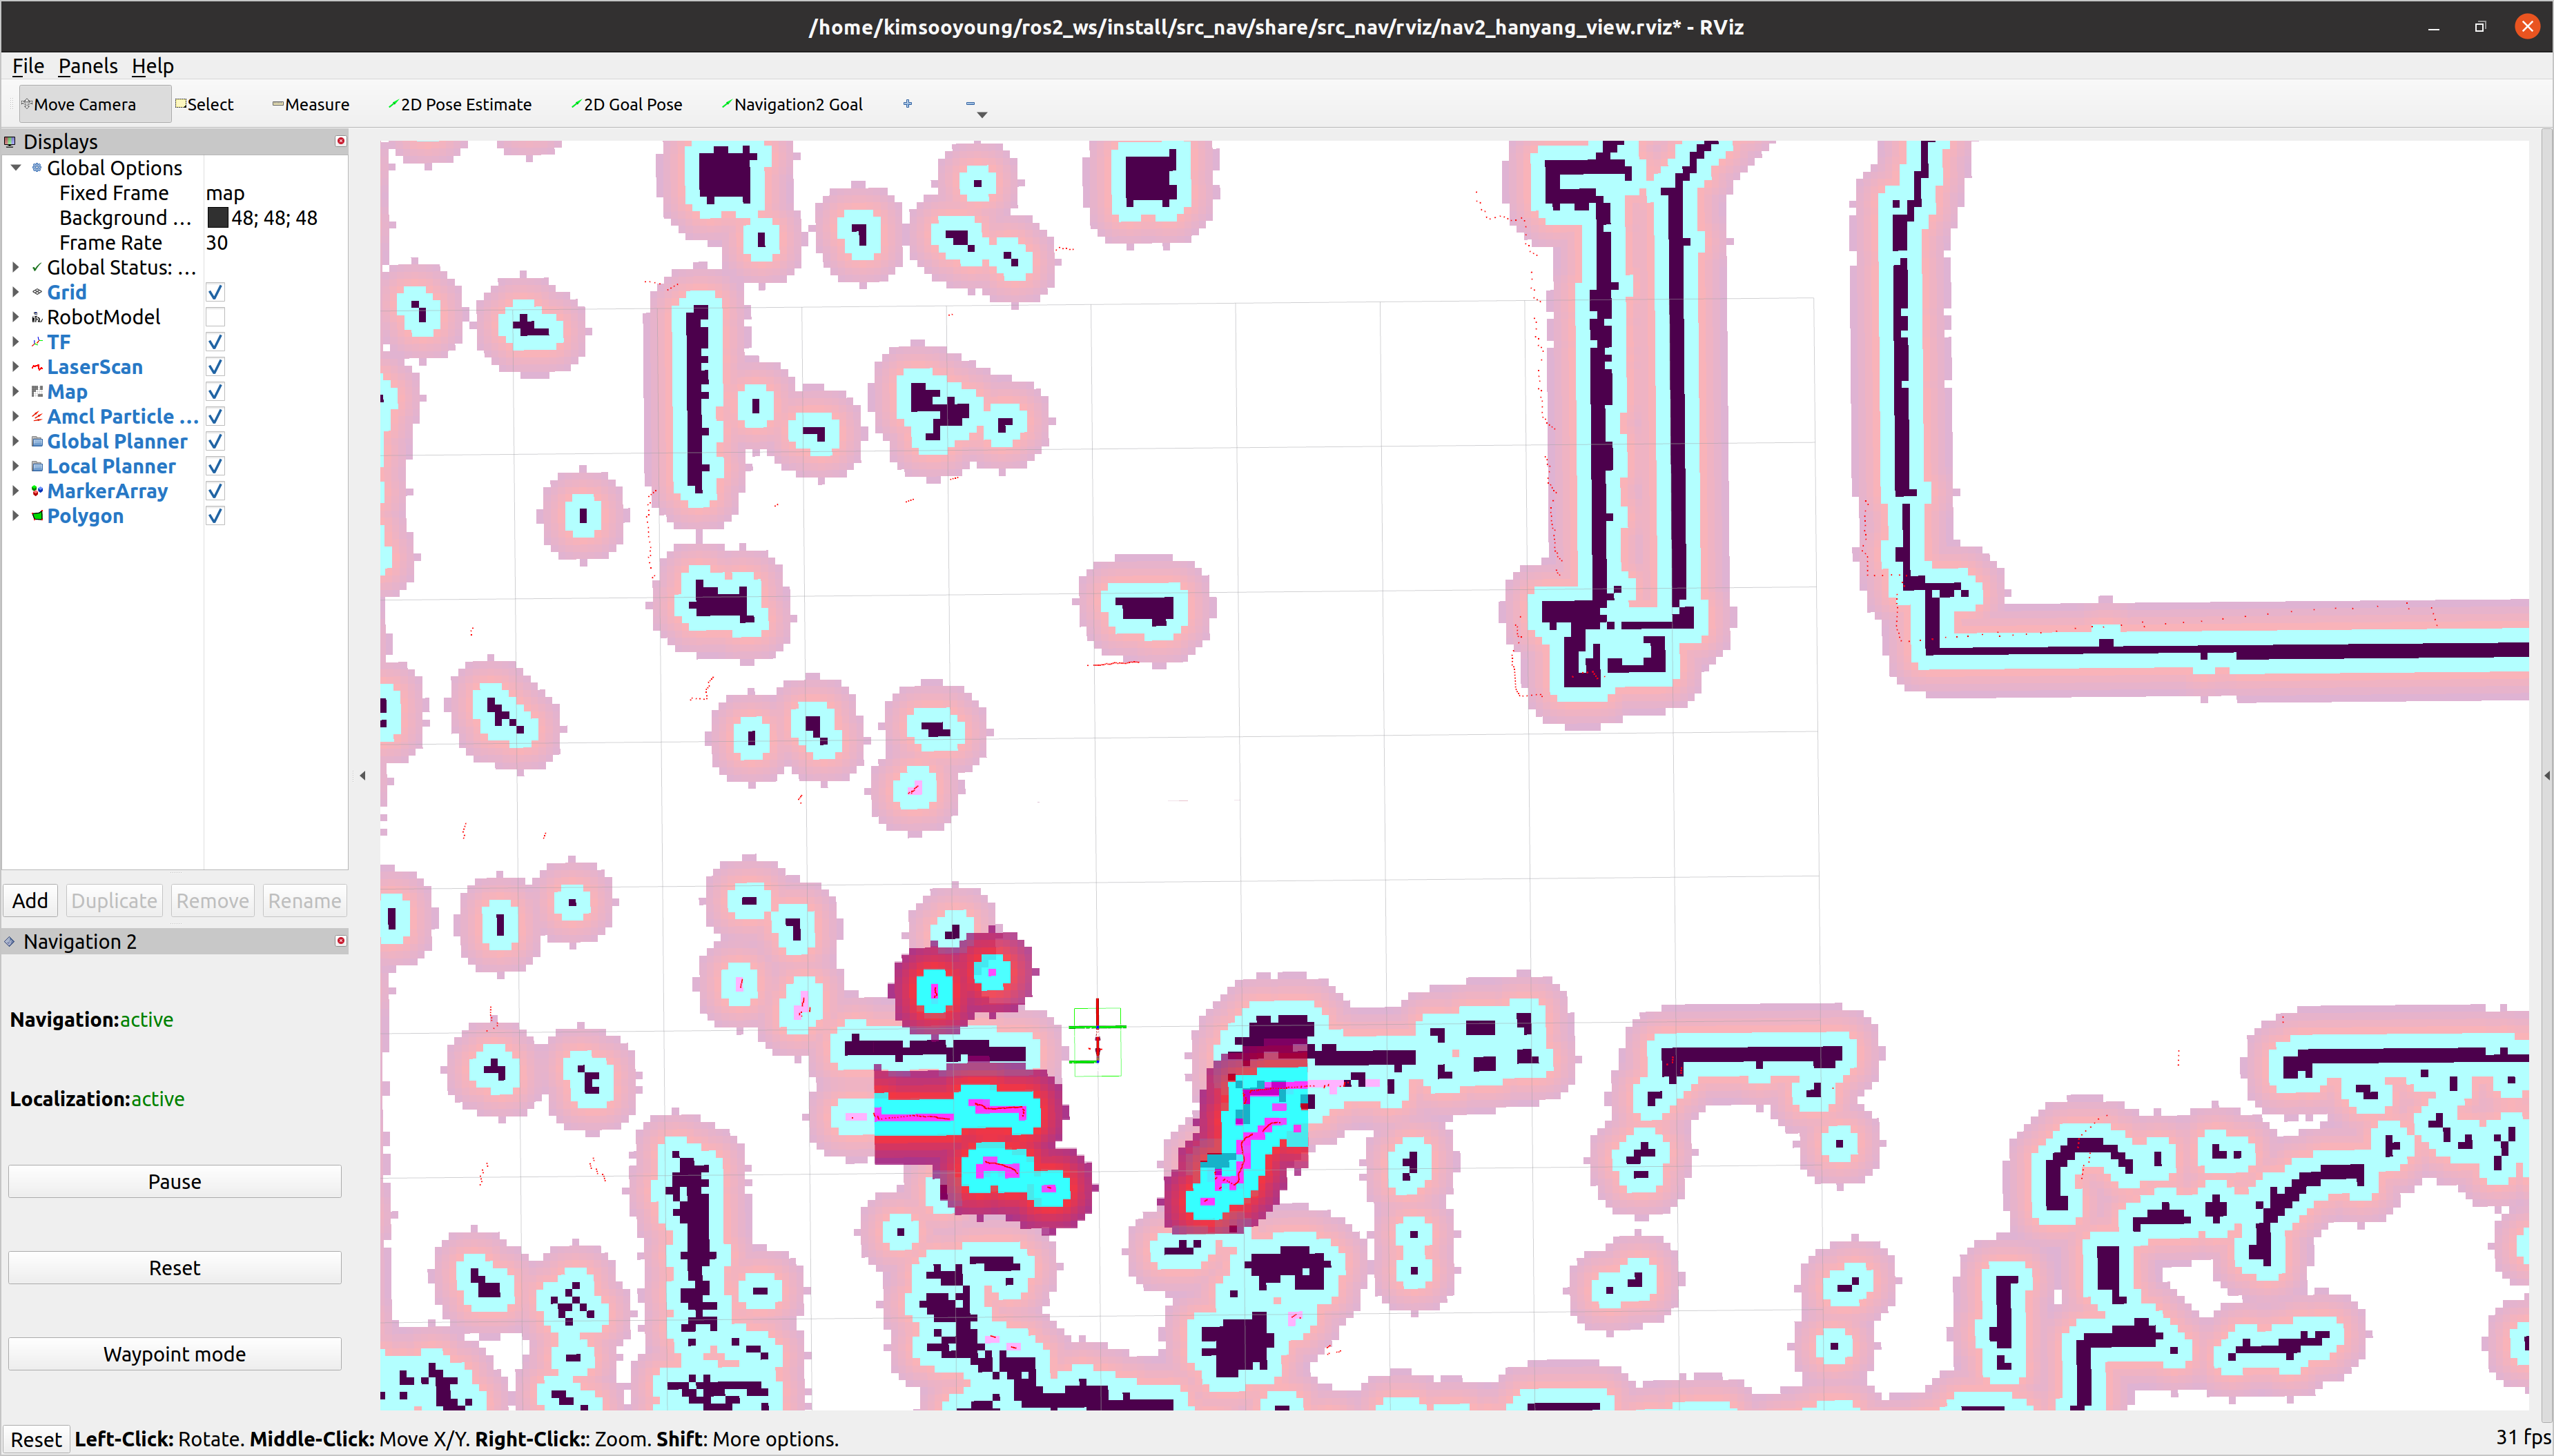 /home/kimsooyoung/ros2_ws/install/src_nav/share/src_nav/rviz/nav2_hanyang_view.rviz* - RViz
File Panels Help
Move Camera Select Measure 2D Pose Estimate 2D Goal Pose Navigation2 Goal
Displays
Global Options
Fixed Frame map
Background ... 48; 48; 48
Frame Rate 30
Global Status: ...
Grid
RobotModel
TF
LaserScan
Map
Amcl Particle ...
Global Planner
Local Planner
MarkerArray
Polygon
Add Duplicate Remove Rename
Navigation 2
Navigation:active
Localization:active
Pause
Reset
Waypoint mode
Reset Left-Click: Rotate. Middle-Click: Move X/Y. Right-Click:: Zoom. Shift: More options. 31 fps